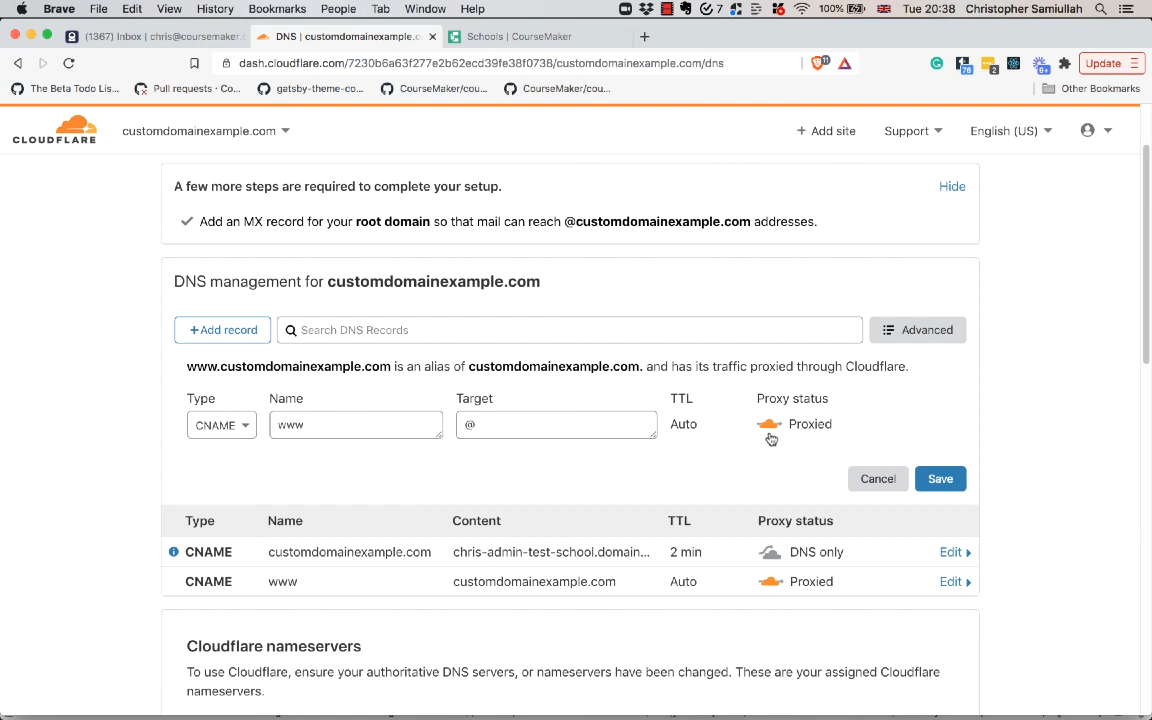 Brave File Edit View History Bookmarks People Tab Window Help 7 100% Tue 20:38 Christopher Samiullah
(1367) Inbox | chris@coursemaker. DNS | customdomainexample.c Schools | CourseMaker
dash.cloudflare.com/7230b6a63f277e2b62ecd39fe38f0738/customdomainexample.com/dns 11 78 2 9+ Update
The Beta Todo Lis... Pull requests · Co... gatsby-theme-co... CourseMaker/cou... CourseMaker/cou... Other Bookmarks
CLOUDFLARE customdomainexample.com + Add site Support English (US)
A few more steps are required to complete your setup. Hide
Add an MX record for your root domain so that mail can reach @customdomainexample.com addresses.
DNS management for customdomainexample.com
+Add record Search DNS Records Advanced
www.customdomainexample.com is an alias of customdomainexample.com. and has its traffic proxied through Cloudflare.
Type Name Target TTL Proxy status
CNAME www @ Auto Proxied
Cancel Save
Type Name Content TTL Proxy status
CNAME customdomainexample.com chris-admin-test-school.domain... 2 min DNS only Edit
CNAME www customdomainexample.com Auto Proxied Edit
Cloudflare nameservers
To use Cloudflare, ensure your authoritative DNS servers, or nameservers have been changed. These are your assigned Cloudflare
nameservers.